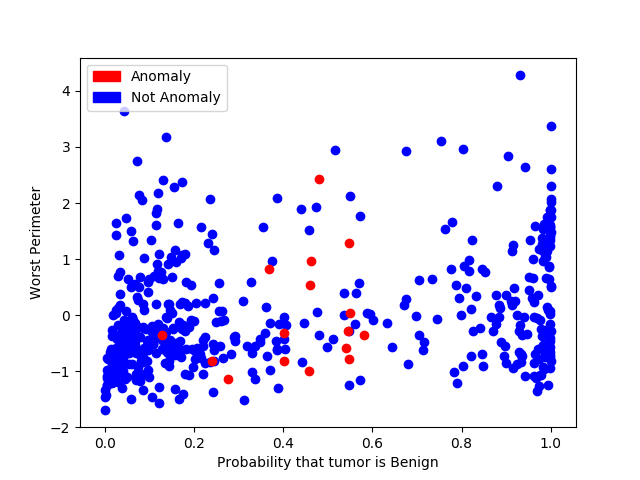 Anomaly
Not Anomaly
4
3
2
1
0
−1
−2
Worst Perimeter
0.0 0.2 0.4 0.6 0.8 1.0
Probability that tumor is Benign